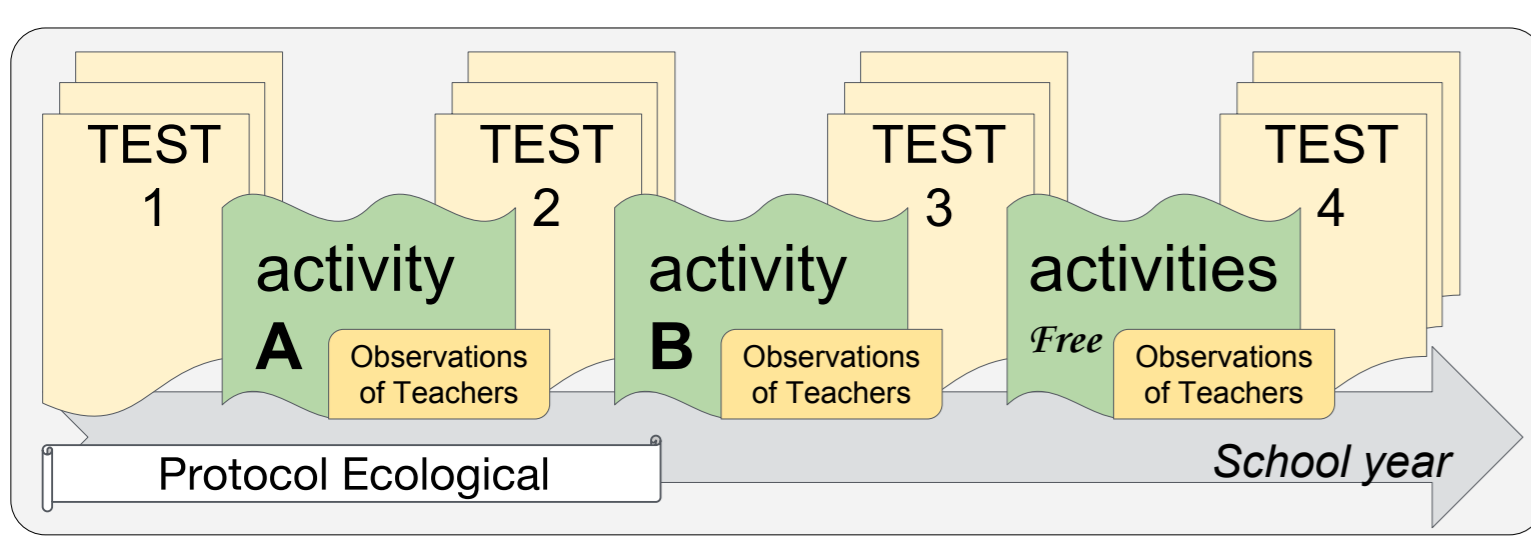 TEST
1
TEST
2
TEST
3
TEST
4
activity
A
activity
B
activities
Free
Observations
of Teachers
Observations
of Teachers
Observations
of Teachers
Protocol Ecological
School year